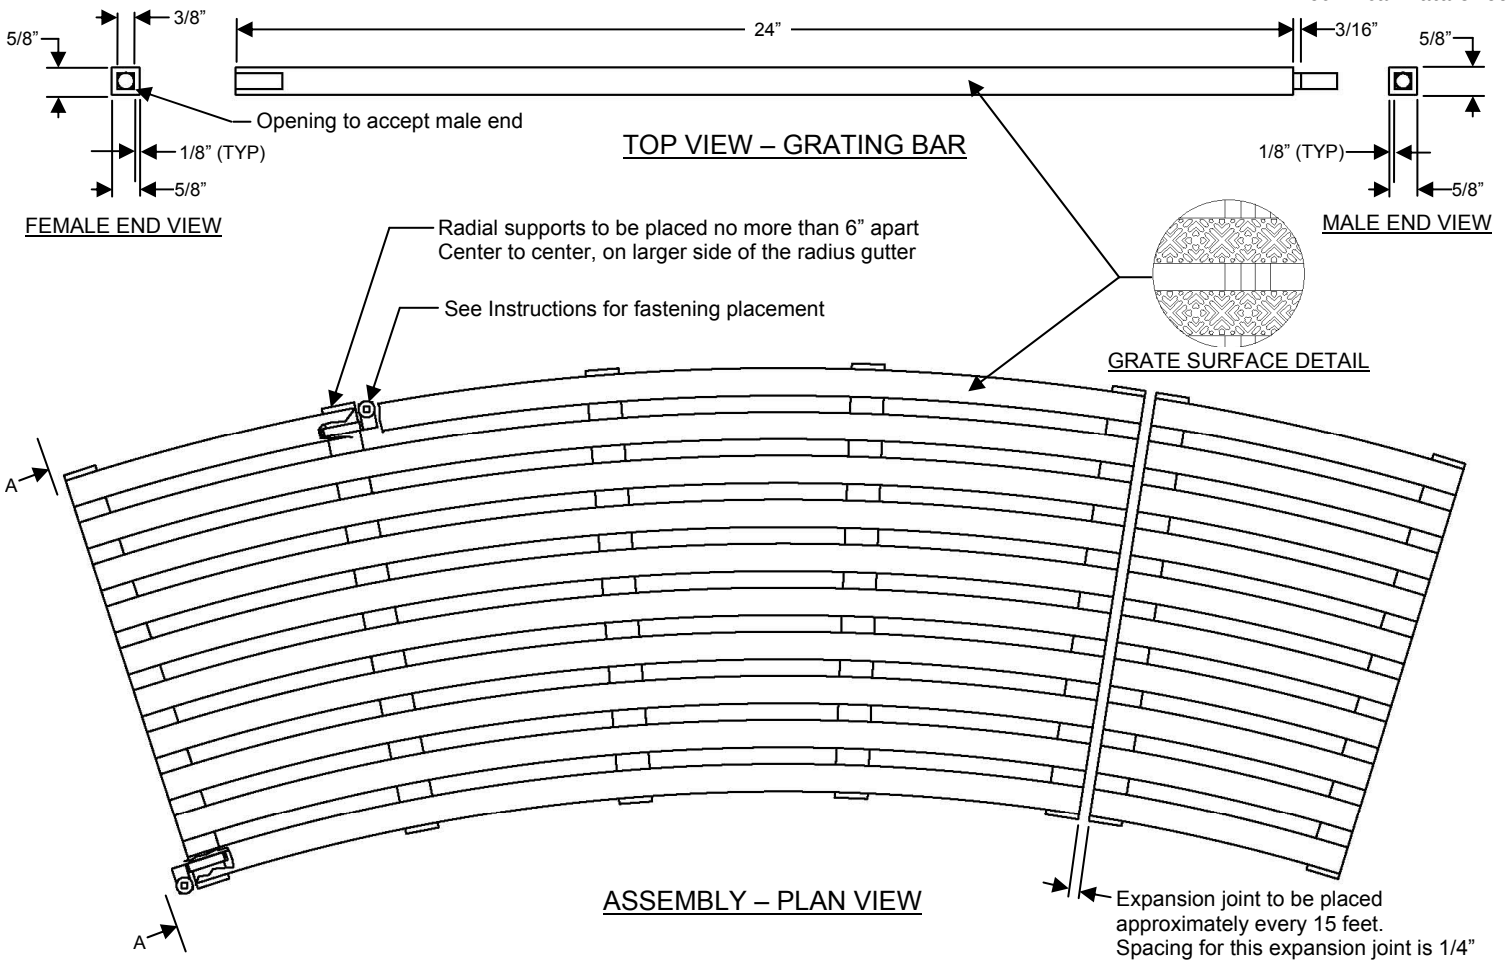 3/8”
24”
3/16”
5/8”
5/8”
Opening to accept male end
TOP VIEW – GRATING BAR
1/8” (TYP)
1/8” (TYP)
5/8”
5/8”
FEMALE END VIEW
MALE END VIEW
Radial supports to be placed no more than 6” apart
Center to center, on larger side of the radius gutter
See Instructions for fastening placement
GRATE SURFACE DETAIL
A
ASSEMBLY – PLAN VIEW
A
Expansion joint to be placed
approximately every 15 feet.
Spacing for this expansion joint is 1/4”